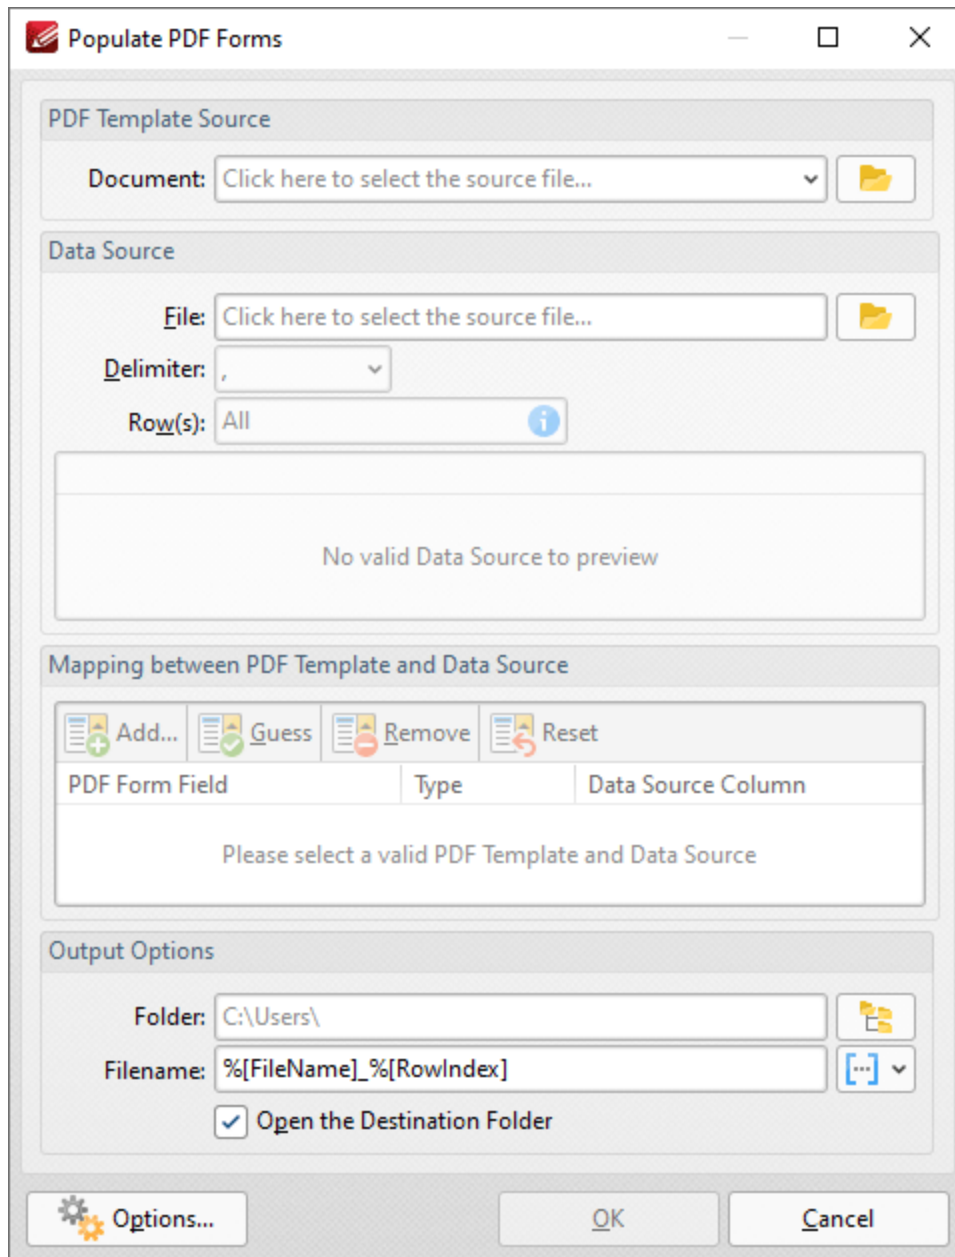 Populate PDF Forms
PDF Template Source
Document: Click here to select the source file...
Data Source
File: Click here to select the source file...
Delimiter: ,
Row(s): All
No valid Data Source to preview
Mapping between PDF Template and Data Source
Add... Guess Remove Reset
PDF Form Field Type Data Source Column
Please select a valid PDF Template and Data Source
Output Options
Folder: C:\Users\
Filename: %[FileName]_%[RowIndex]
Open the Destination Folder
Options... OK Cancel